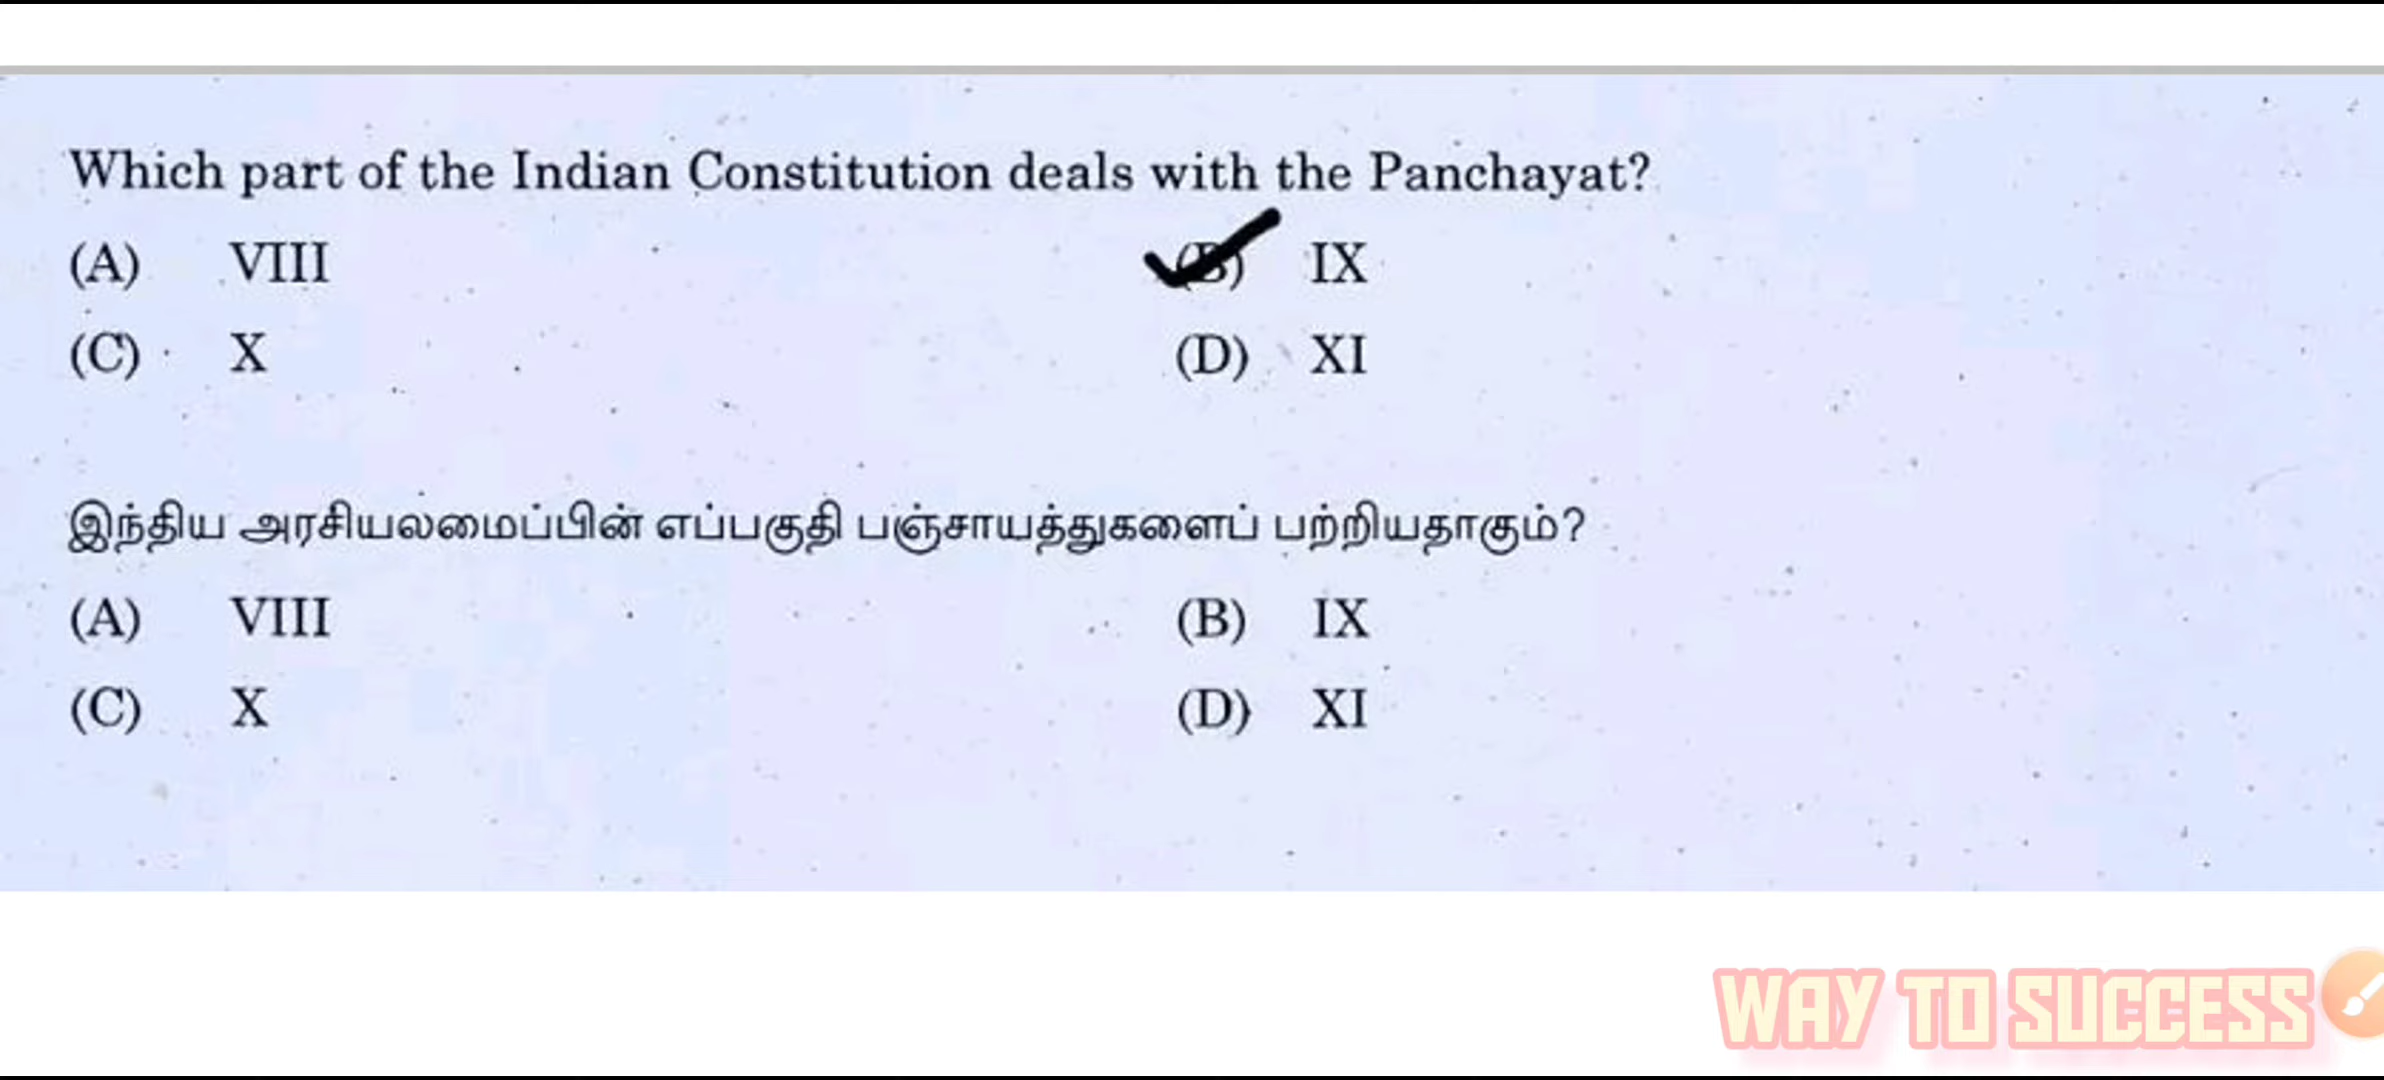 Which part of the Indian Constitution deals with the Panchayat?
(A) VIII (B) IX
(C) X (D) XI
இந்திய அரசியலமைப்பின் எப்பகுதி பஞ்சாயத்துகளைப் பற்றியதாகும்?
(A) VIII (B) IX
(C) X (D) XI
WAY TO SUCCESS